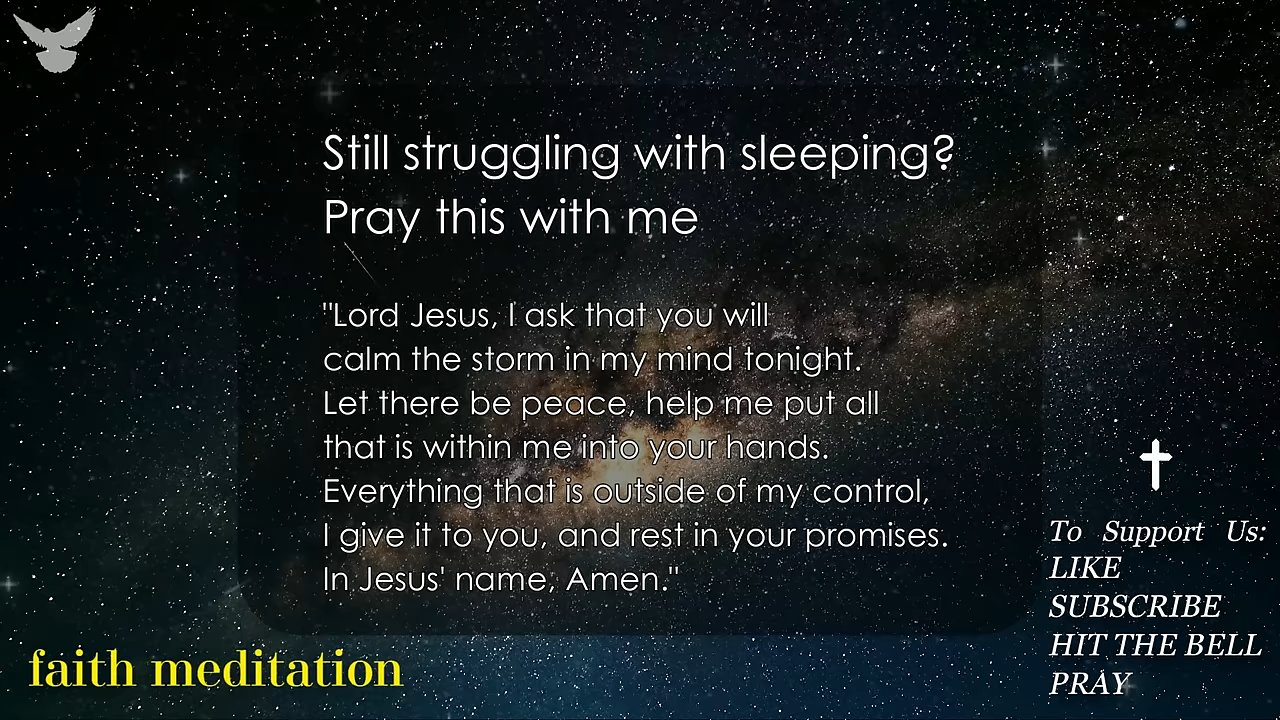 Still struggling with sleeping?
Pray this with me
"Lord Jesus, I ask that you will
calm the storm in my mind tonight.
Let there be peace, help me put all
that is within me into your hands.
Everything that is outside of my control,
I give it to you, and rest in your promises.
In Jesus' name, Amen."
To Support Us:
LIKE
SUBSCRIBE
HIT THE BELL
PRAY
faith meditation